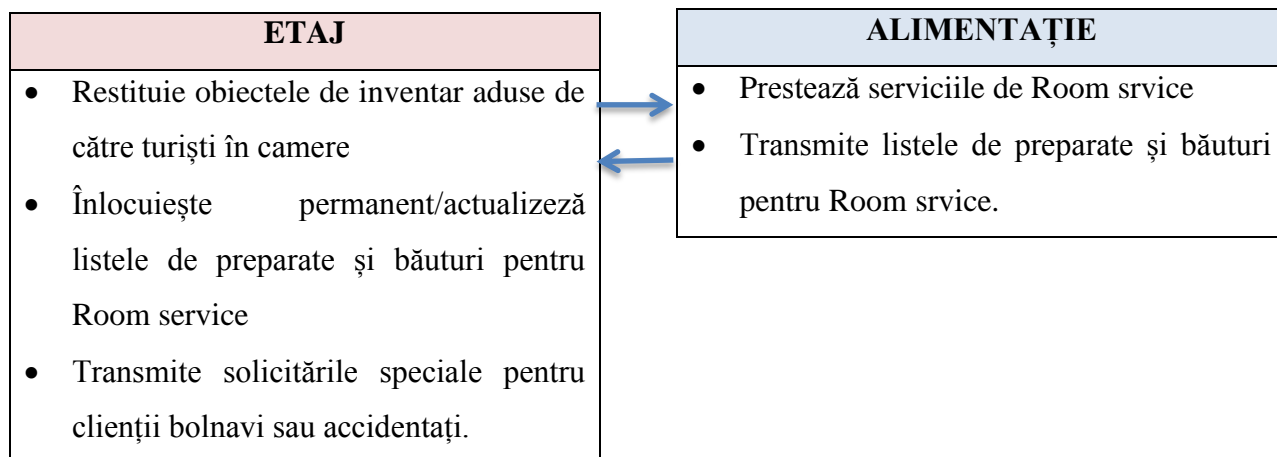 ETAJ
• Restituie obiectele de inventar aduse de
către turiști în camere
• Înlocuiește permanent/actualizeză
listele de preparate și băuturi pentru
Room service
• Transmite solicitările speciale pentru
clienții bolnavi sau accidentați.
ALIMENTAȚIE
• Prestează serviciile de Room srvice
• Transmite listele de preparate și băuturi
pentru Room srvice.